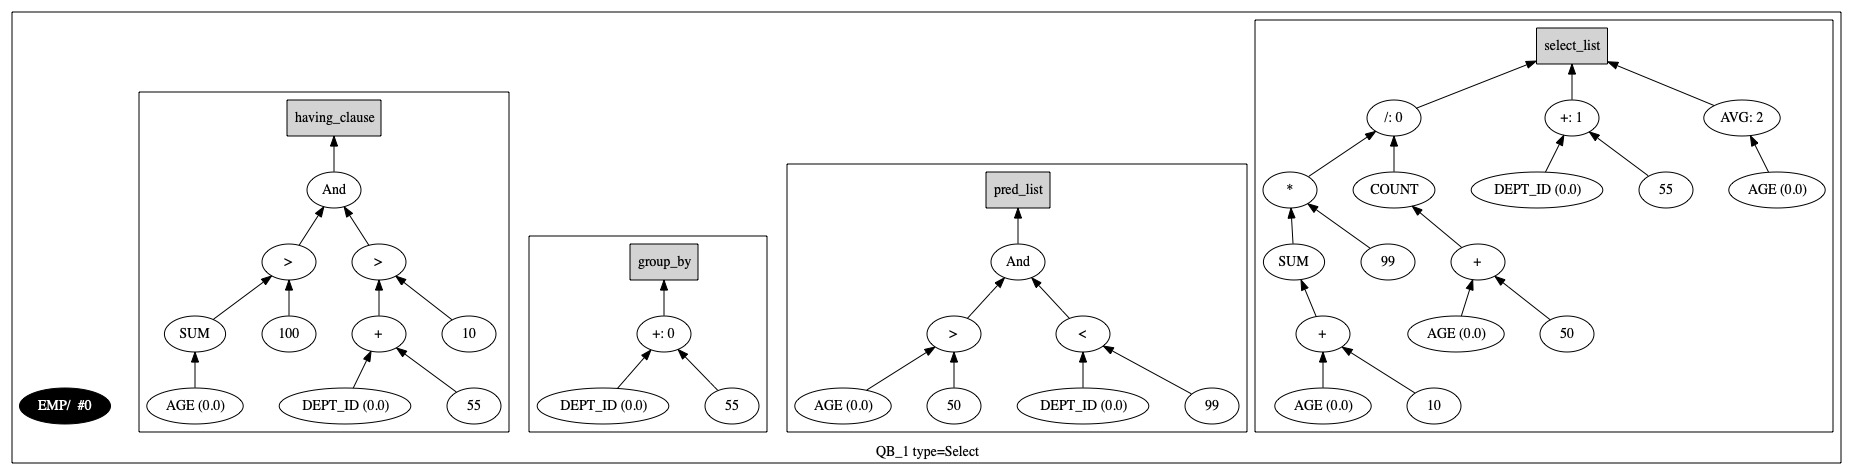 select_list
having_clause
/: 0
+: 1
AVG: 2
And
pred_list
*
COUNT
DEPT_ID (0.0)
55
AGE (0.0)
>
>
group_by
And
SUM
99
+
SUM
100
+
10
+: 0
>
<
+
AGE (0.0)
50
EMP/ #0
AGE (0.0)
DEPT_ID (0.0)
55
DEPT_ID (0.0)
55
AGE (0.0)
50
DEPT_ID (0.0)
99
AGE (0.0)
10
QB_1 type=Select